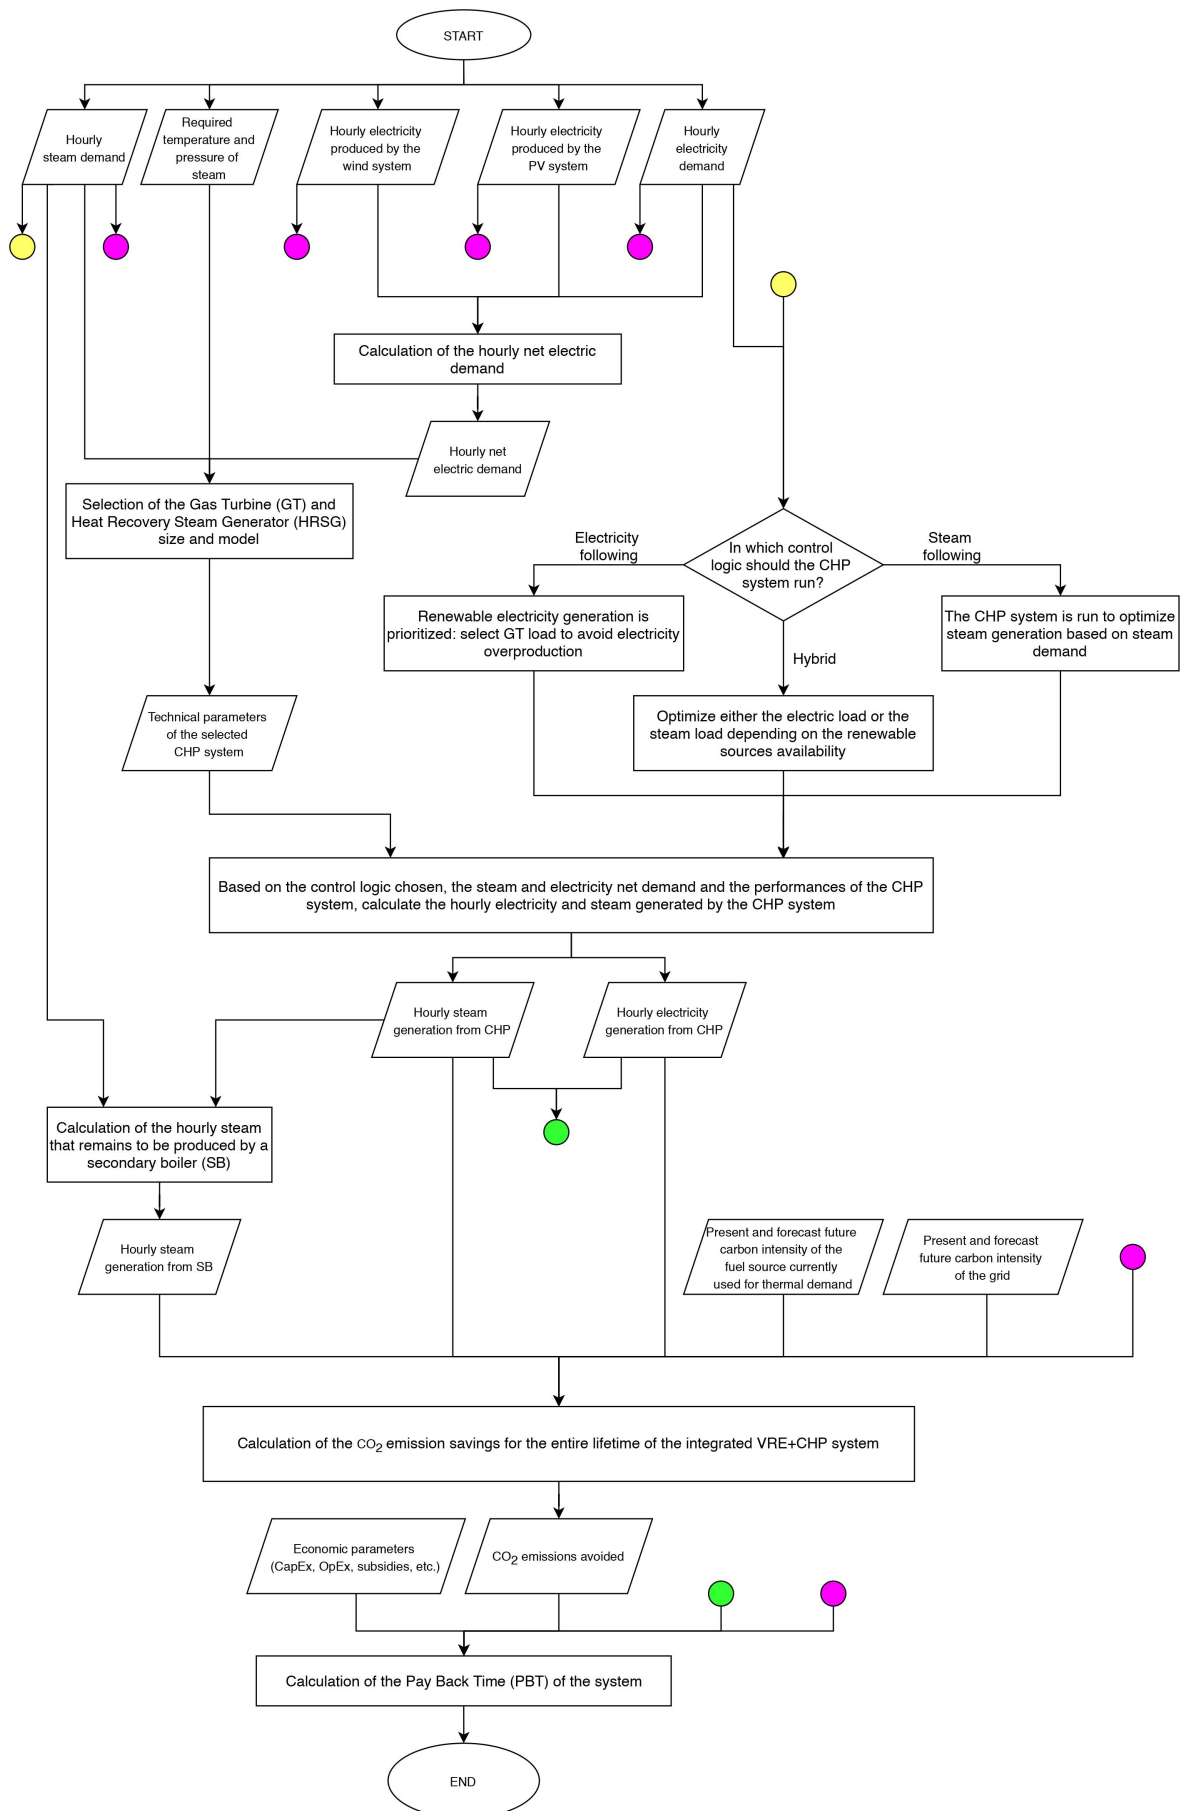 START
Hourly
steam demand
Required
temperature and
pressure of
steam
Hourly electricity
produced by the
wind system
Hourly electricity
produced by the
PV system
Hourly
electricity
demand
Calculation of the hourly net electric
demand
Hourly net
electric demand
Selection of the Gas Turbine (GT) and
Heat Recovery Steam Generator (HRSG)
size and model
In which control
logic should the CHP
system run?
Electricity
following
Steam
following
Hybrid
Renewable electricity generation is
prioritized: select GT load to avoid electricity
overproduction
The CHP system is run to optimize
steam generation based on steam
demand
Optimize either the electric load or the
steam load depending on the renewable
sources availability
Technical parameters
of the selected
CHP system
Based on the control logic chosen, the steam and electricity net demand and the performances of the CHP
system, calculate the hourly electricity and steam generated by the CHP system
Hourly steam
generation from CHP
Hourly electricity
generation from CHP
Calculation of the hourly steam
that remains to be produced by a
secondary boiler (SB)
Hourly steam
generation from SB
Present and forecast future
carbon intensity of the
fuel source currently
used for thermal demand
Present and forecast
future carbon intensity
of the grid
Calculation of the CO2 emission savings for the entire lifetime of the integrated VRE+CHP system
Economic parameters
(CapEx, OpEx, subsidies, etc.)
CO2 emissions avoided
Calculation of the Pay Back Time (PBT) of the system
END